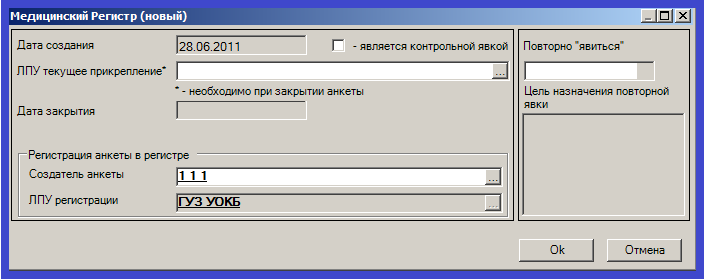 Медицинский Регистр (новый)
Дата создания
28.06.2011
- является контрольной явкой
ЛПУ текущее прикрепление*
...
* - необходимо при закрытии анкеты
Дата закрытия
Регистрация анкеты в регистре
Создатель анкеты
1 1 1
...
ЛПУ регистрации
ГУЗ УОКБ
...
Повторно "явиться"
Цель назначения повторной
явки
Ok
Отмена